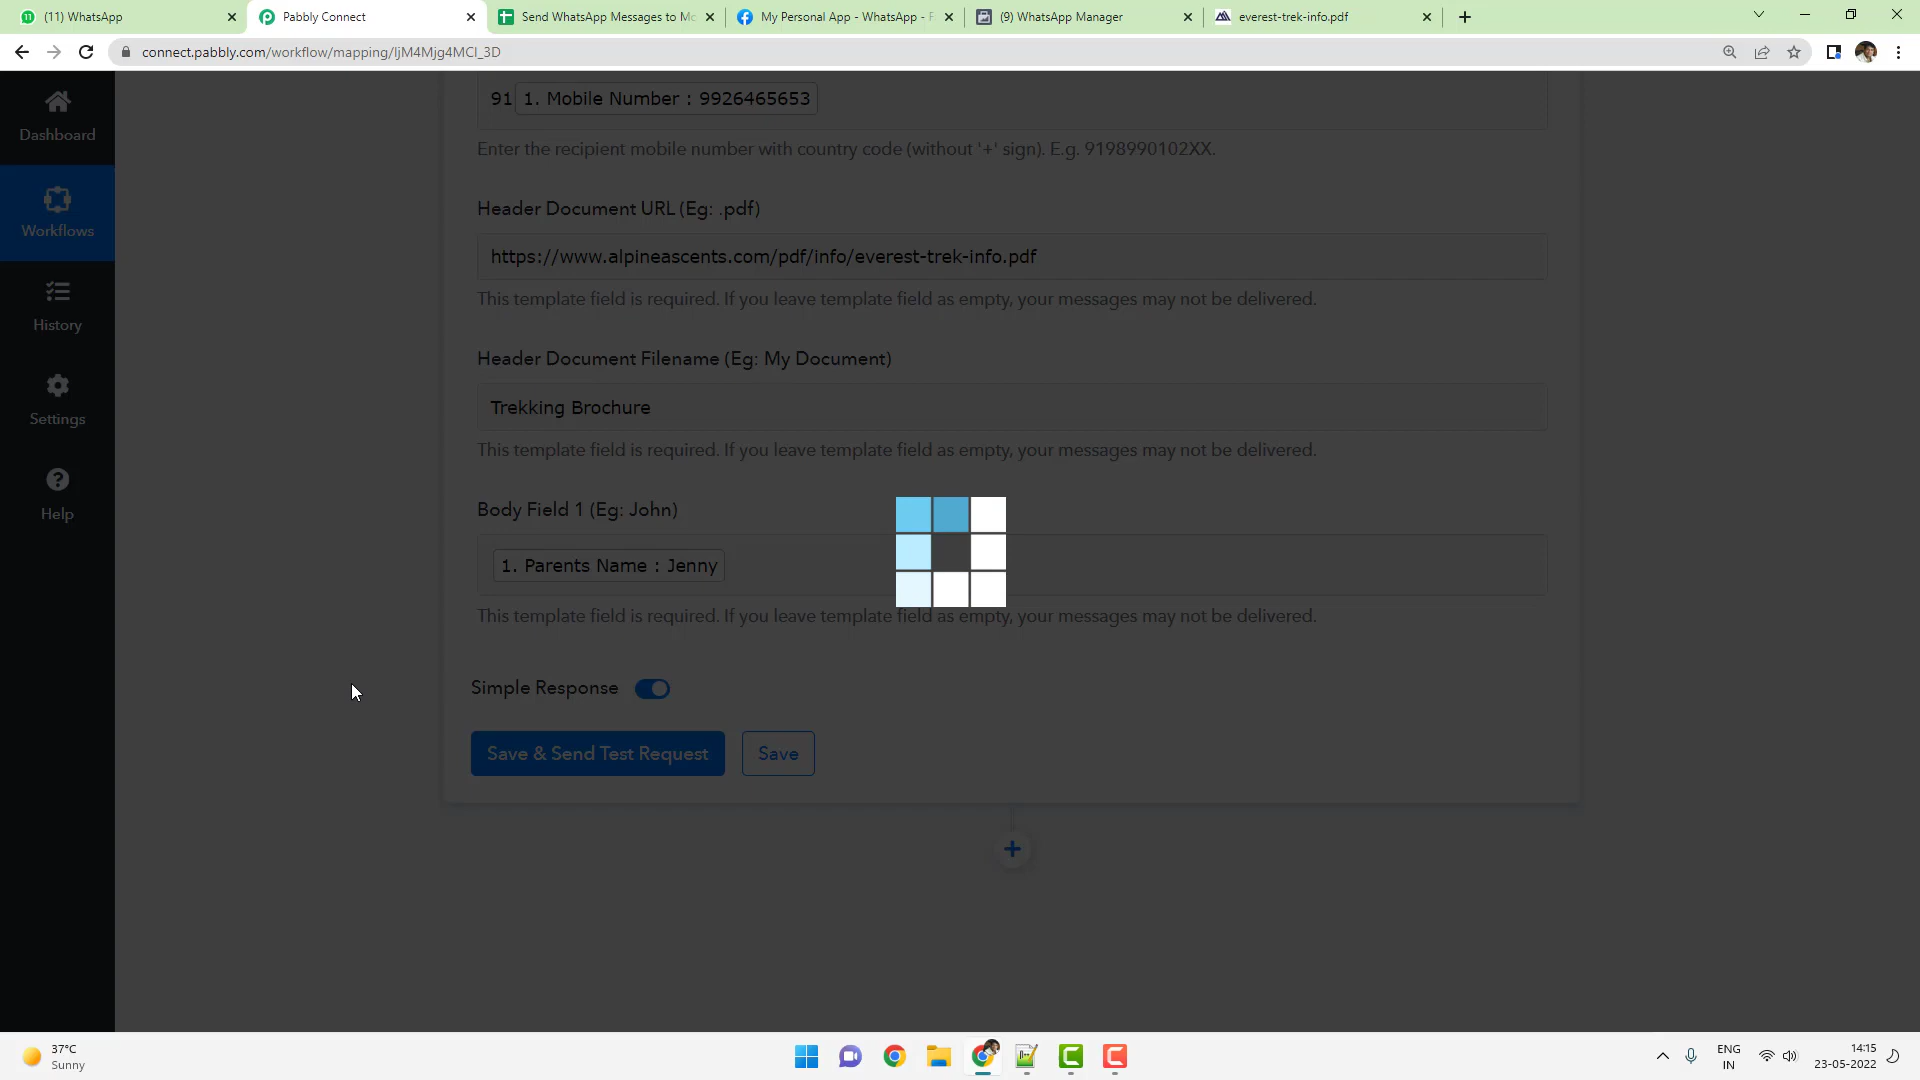 (11) WhatsApp
Pabbly Connect
Send WhatsApp Messages to Mo
My Personal App - WhatsApp - F
(9) WhatsApp Manager
everest-trek-info.pdf
connect.pabbly.com/workflow/mapping/IjM4Mjg4MCI_3D
Dashboard
Workflows
History
Settings
Help
91 1. Mobile Number : 9926465653
Enter the recipient mobile number with country code (without '+' sign). E.g. 9198990102XX.
Header Document URL (Eg: .pdf)
https://www.alpineascents.com/pdf/info/everest-trek-info.pdf
This template field is required. If you leave template field as empty, your messages may not be delivered.
Header Document Filename (Eg: My Document)
Trekking Brochure
This template field is required. If you leave template field as empty, your messages may not be delivered.
Body Field 1 (Eg: John)
1. Parents Name : Jenny
This template field is required. If you leave template field as empty, your messages may not be delivered.
Simple Response
Save & Send Test Request
Save
37°C
Sunny
ENG
IN
14:15
23-05-2022